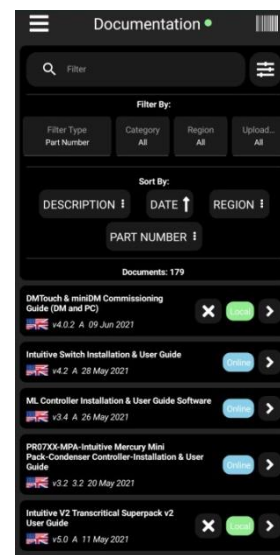 Documentation
Filter
Filter By:
Filter Type
Part Number
Category
All
Region
All
Upload...
All
Sort By:
DESCRIPTION
DATE
REGION
PART NUMBER
Documents: 179
DMTouch & miniDM Commissioning
Guide (DM and PC)
v4.0.2 A 09 Jun 2021
Local
Intuitive Switch Installation & User Guide
v4.2 A 28 May 2021
Online
ML Controller Installation & User Guide Software
v3.4 A 26 May 2021
Online
PR07XX-MPA-Intuitive Mercury Mini
Pack-Condenser Controller-Installation & User
Guide
v3.2 3.2 20 May 2021
Online
Intuitive V2 Transcritical Superpack v2
User Guide
v5.0 A 11 May 2021
Local